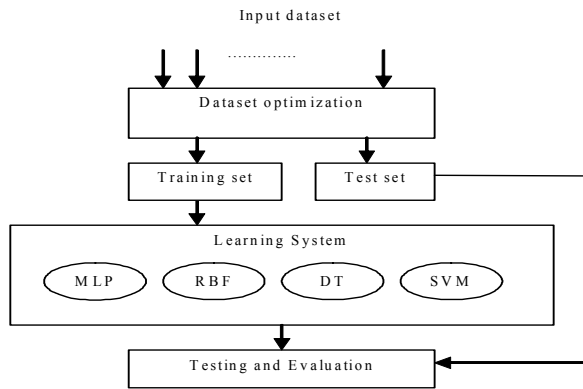 Input dataset
..............
Dataset optimization
Training set
Test set
Learning System
MLP
RBF
DT
SVM
Testing and Evaluation